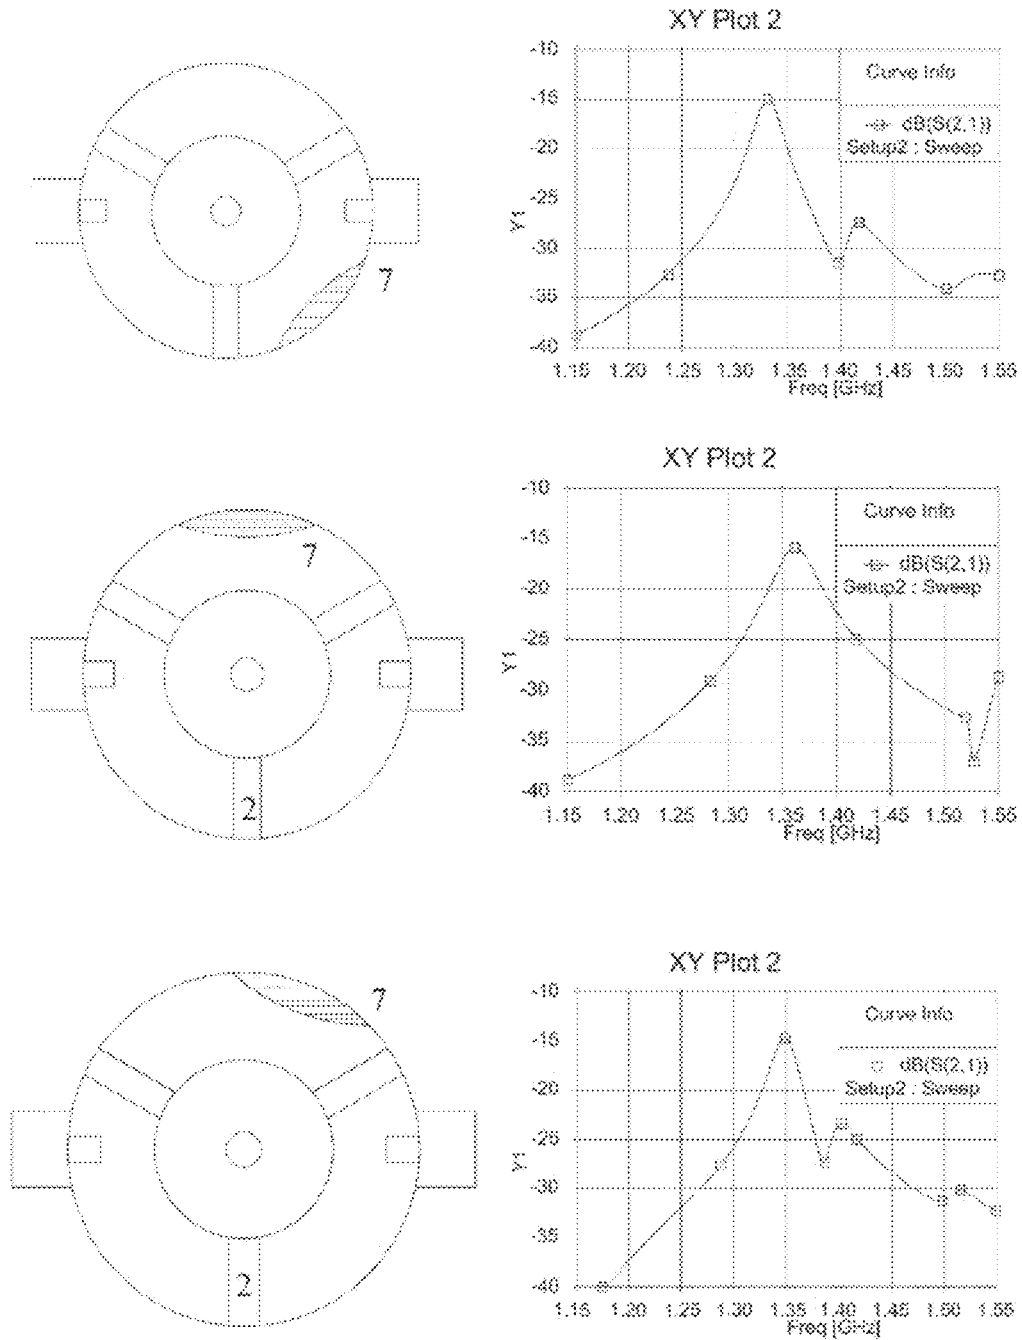 XY Plot 2
-10
Curve Info
-15
dB(S(2,1))
Setup2 : Sweep
-20
-25
Y1
-30
7
-35
-40
1.15 1.20 1.25 1.30 1.35 1.40 1.45 1.50 1.55
Freq [GHz]
XY Plot 2
-10
Curve Info
-15
7
dB(S(2,1))
Setup2 : Sweep
-20
-25
Y1
-30
-35
2
-40
1.15 1.20 1.25 1.30 1.35 1.40 1.45 1.50 1.55
Freq [GHz]
XY Plot 2
-10
7
Curve Info
-15
dB(S(2,1))
Setup2 : Sweep
-20
-25
Y1
-30
-35
2
-40
1.15 1.20 1.25 1.30 1.35 1.40 1.45 1.50 1.55
Freq [GHz]